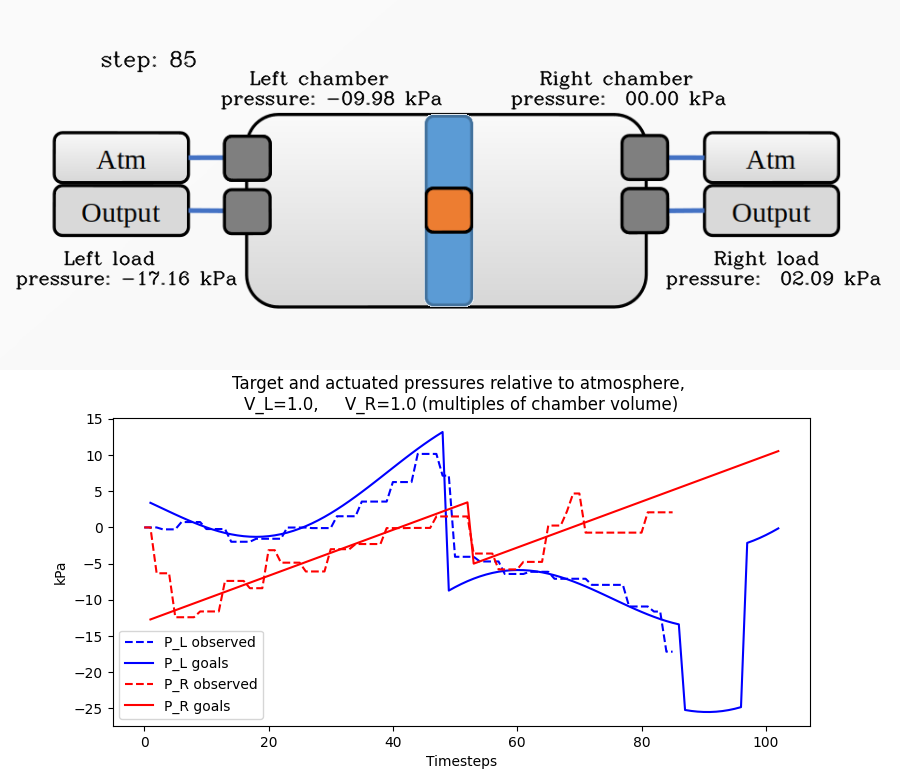 step: 85
Left chamber
pressure: −09.98 kPa
Right chamber
pressure: 00.00 kPa
Atm
Output
Atm
Output
Left load
pressure: −17.16 kPa
Right load
pressure: 02.09 kPa
Target and actuated pressures relative to atmosphere,
V_L=1.0, V_R=1.0 (multiples of chamber volume)
15
10
5
0
−5
−10
−15
−20
−25
kPa
P_L observed
P_L goals
P_R observed
P_R goals
0 20 40 60 80 100
Timesteps